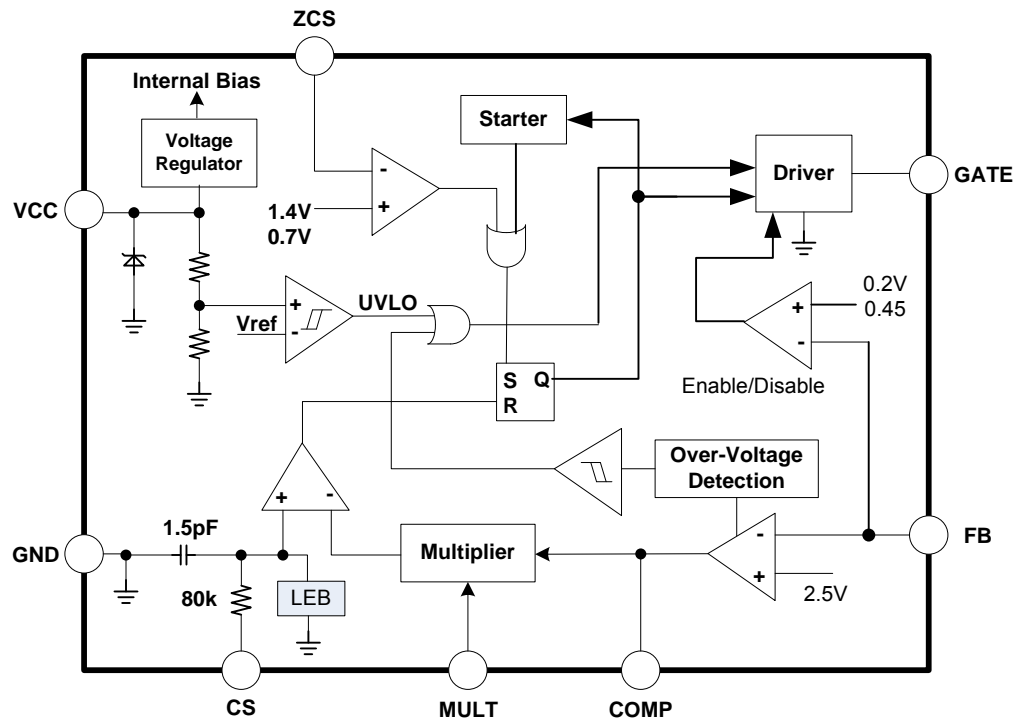 ZCS
Internal Bias
Voltage
Regulator
Starter
Driver
GATE
VCC
-
+
1.4V
0.7V
UVLO
Vref
+
-
0.2V
0.45
+
-
Enable/Disable
S Q
R
Over-Voltage
Detection
+ -
1.5pF
GND
Multiplier
-
+
2.5V
FB
80k
LEB
CS
MULT
COMP